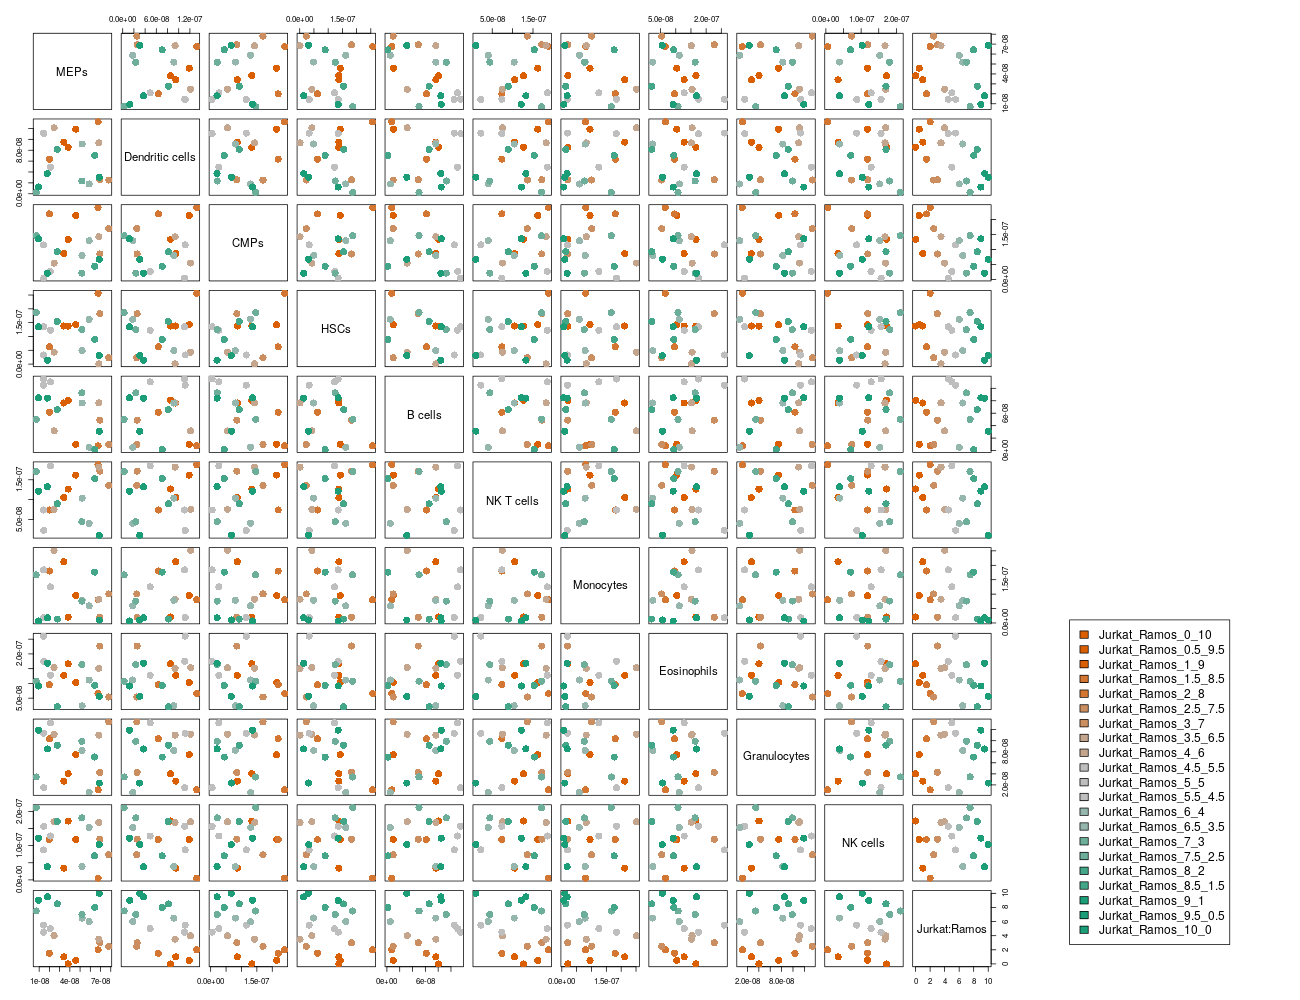 0.0e+00 6.0e-08 1.2e-07
0.0e+00 1.5e-07
5.0e-08 1.5e-07
5.0e-08 2.0e-07
0.0e+00 1.0e-07 2.0e-07
MEPs
1e-08 4e-08 7e-08
Dendritic cells
0.0e+00 8.0e-08
CMPs
0.0e+00 1.5e-07
HSCs
0.0e+00 1.5e-07
B cells
0e+00 6e-08
NK T cells
5.0e-08 1.5e-07
Monocytes
0.0e+00 1.5e-07
Eosinophils
5.0e-08 2.0e-07
Granulocytes
2.0e-08 8.0e-08
NK cells
0.0e+00 1.0e-07 2.0e-07
Jurkat:Ramos
0 2 4 6 8 10
1e-08 4e-08 7e-08
0.0e+00 1.5e-07
0e+00 6e-08
0.0e+00 1.5e-07
2.0e-08 8.0e-08
0 2 4 6 8 10
Jurkat_Ramos_0_10
Jurkat_Ramos_0.5_9.5
Jurkat_Ramos_1_9
Jurkat_Ramos_1.5_8.5
Jurkat_Ramos_2_8
Jurkat_Ramos_2.5_7.5
Jurkat_Ramos_3_7
Jurkat_Ramos_3.5_6.5
Jurkat_Ramos_4_6
Jurkat_Ramos_4.5_5.5
Jurkat_Ramos_5_5
Jurkat_Ramos_5.5_4.5
Jurkat_Ramos_6_4
Jurkat_Ramos_6.5_3.5
Jurkat_Ramos_7_3
Jurkat_Ramos_7.5_2.5
Jurkat_Ramos_8_2
Jurkat_Ramos_8.5_1.5
Jurkat_Ramos_9_1
Jurkat_Ramos_9.5_0.5
Jurkat_Ramos_10_0